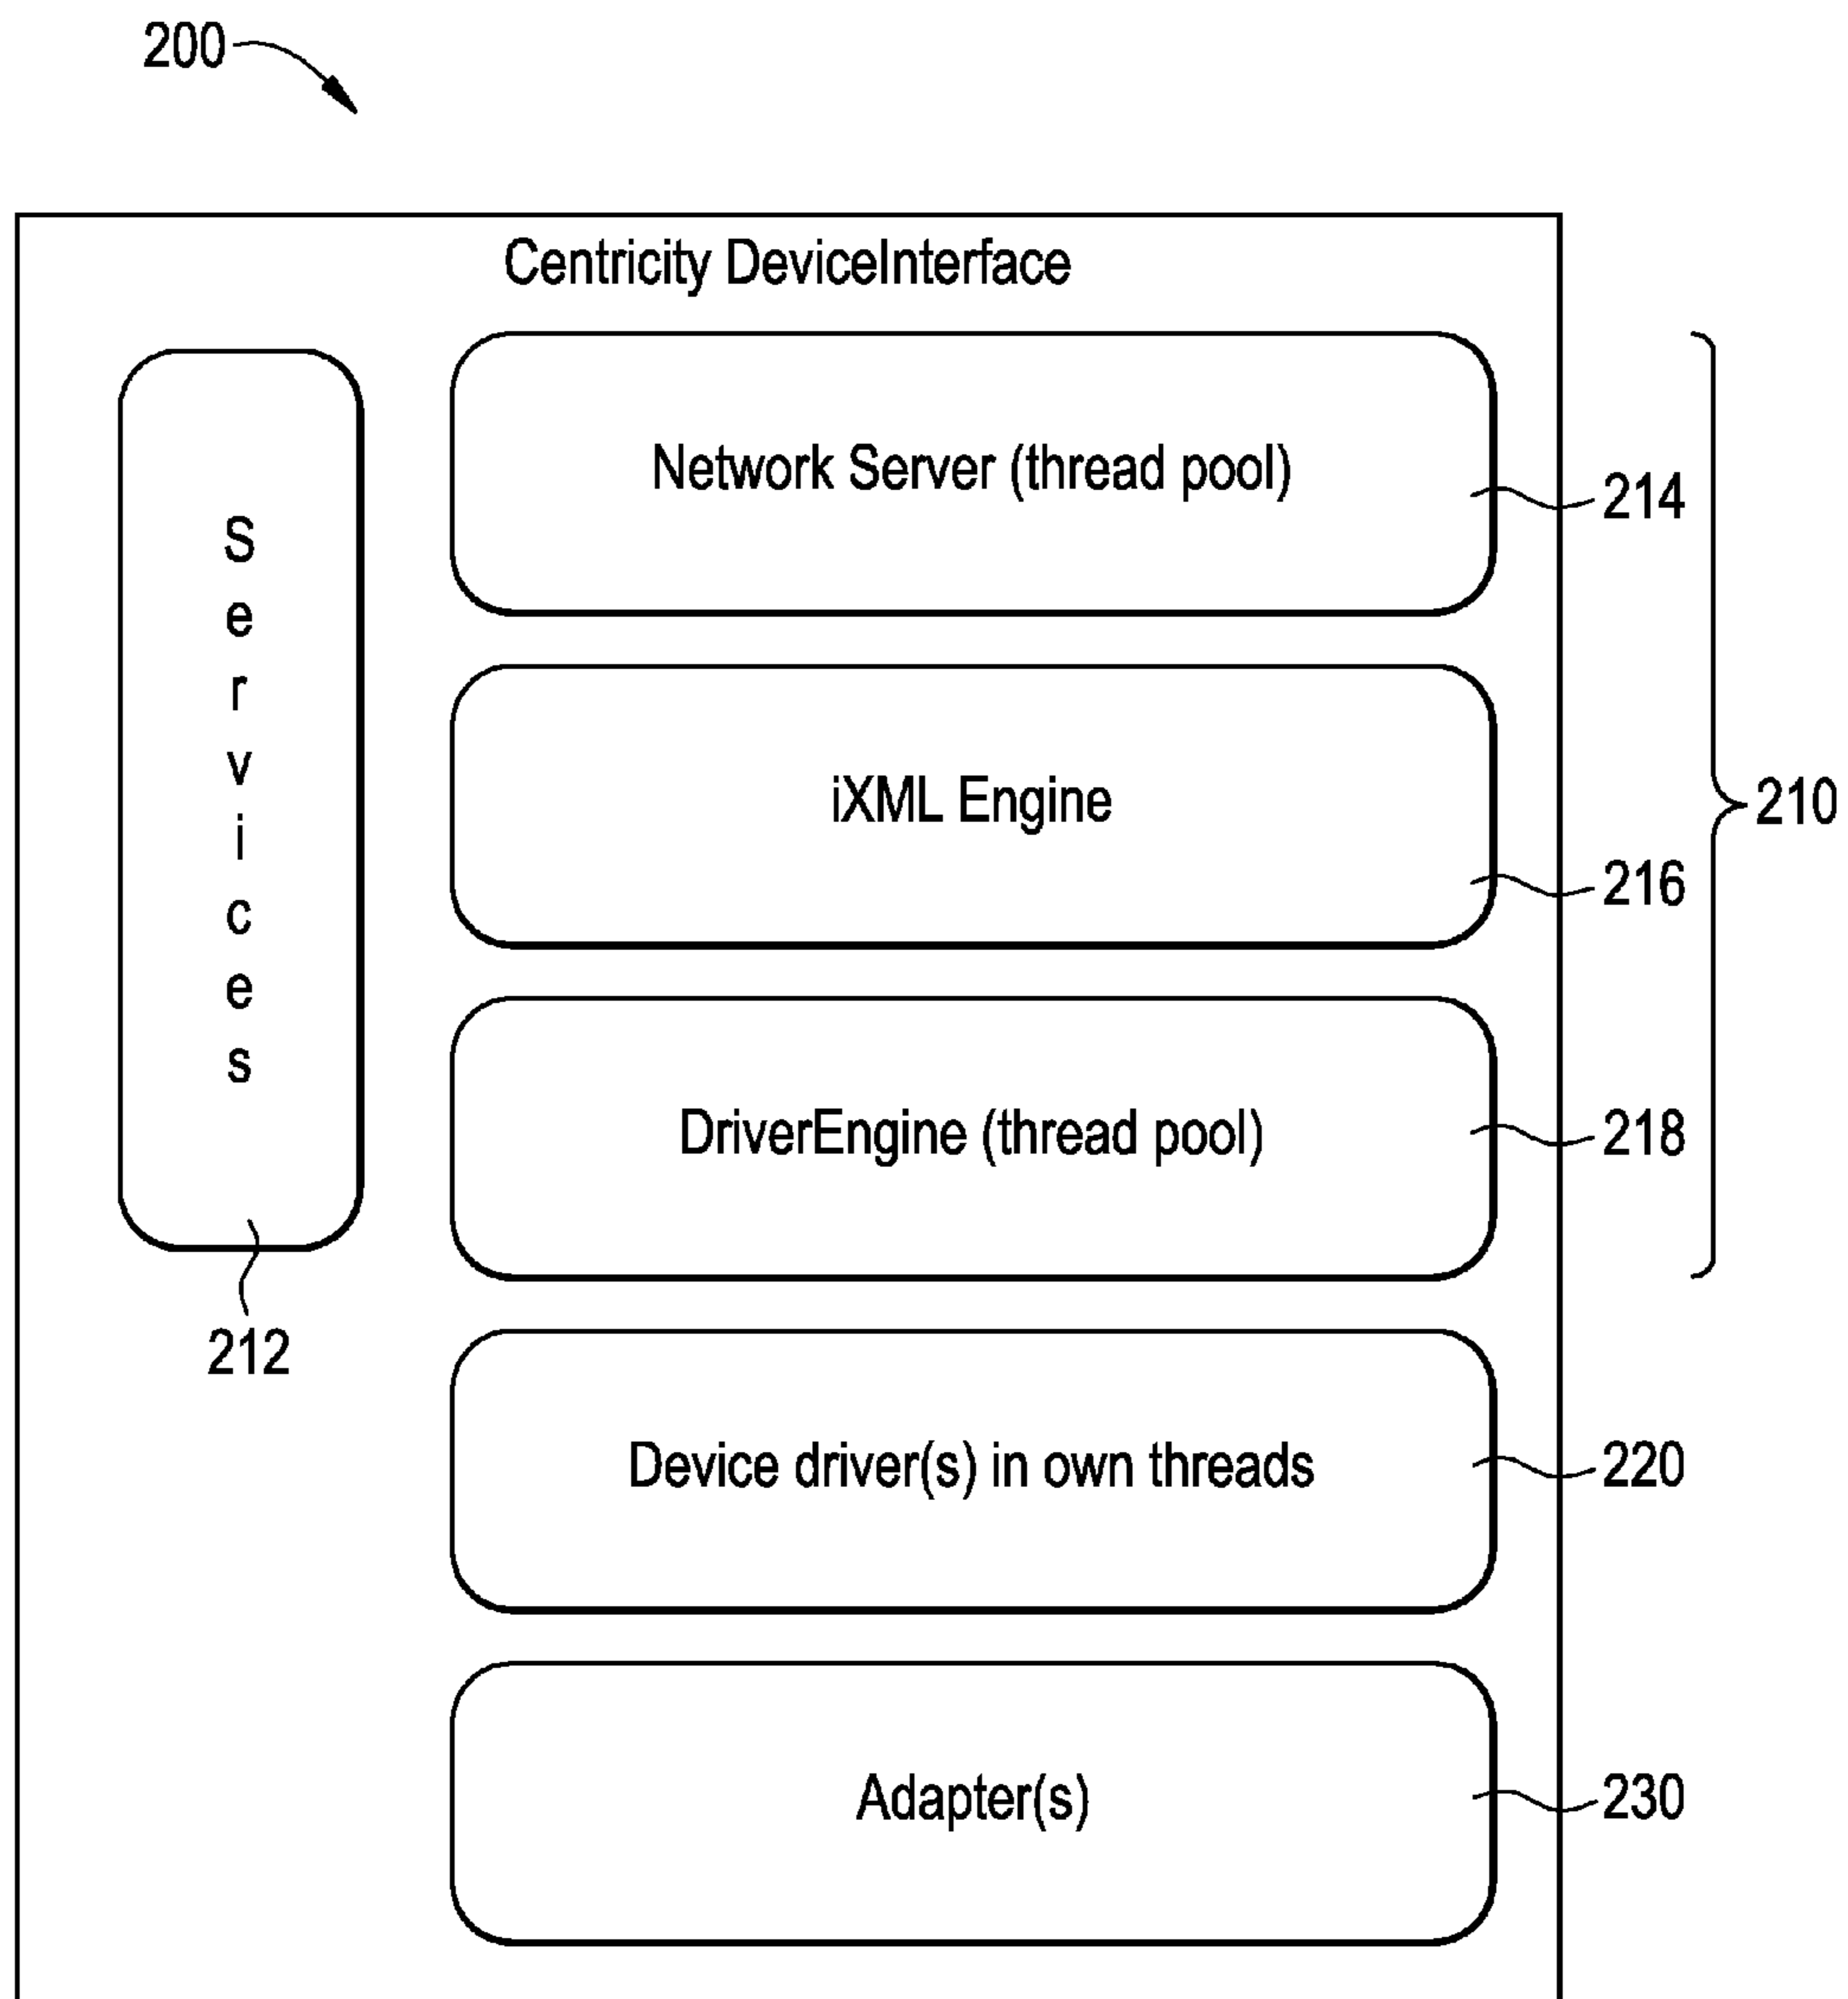 200
Centricity DeviceInterface
Services
212
Network Server (thread pool)
214
iXML Engine
216
210
DriverEngine (thread pool)
218
Device driver(s) in own threads
220
Adapter(s)
230